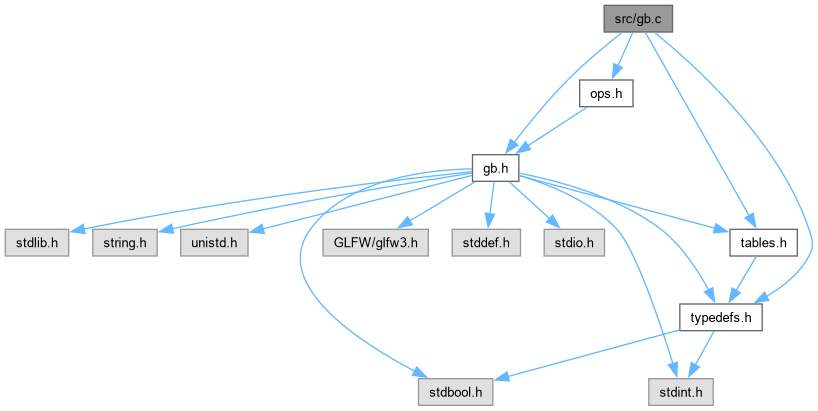 src/gb.c
ops.h
gb.h
stdlib.h
string.h
unistd.h
GLFW/glfw3.h
stddef.h
stdio.h
tables.h
typedefs.h
stdbool.h
stdint.h